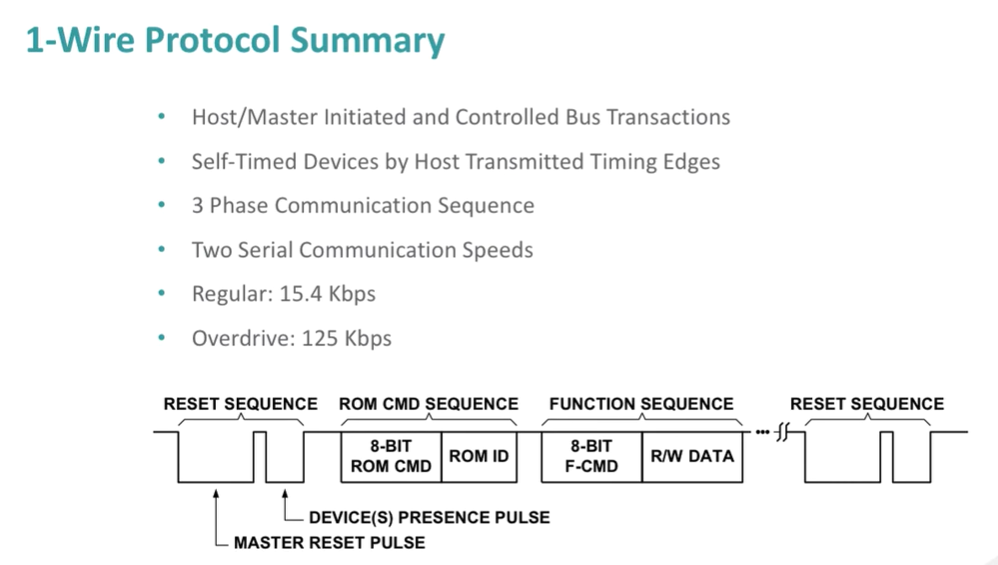 1-Wire Protocol Summary
• Host/Master Initiated and Controlled Bus Transactions
• Self-Timed Devices by Host Transmitted Timing Edges
• 3 Phase Communication Sequence
• Two Serial Communication Speeds
• Regular: 15.4 Kbps
• Overdrive: 125 Kbps
RESET SEQUENCE ROM CMD SEQUENCE FUNCTION SEQUENCE RESET SEQUENCE
8-BIT
ROM CMD
ROM ID
8-BIT
F-CMD
R/W DATA
DEVICE(S) PRESENCE PULSE
MASTER RESET PULSE